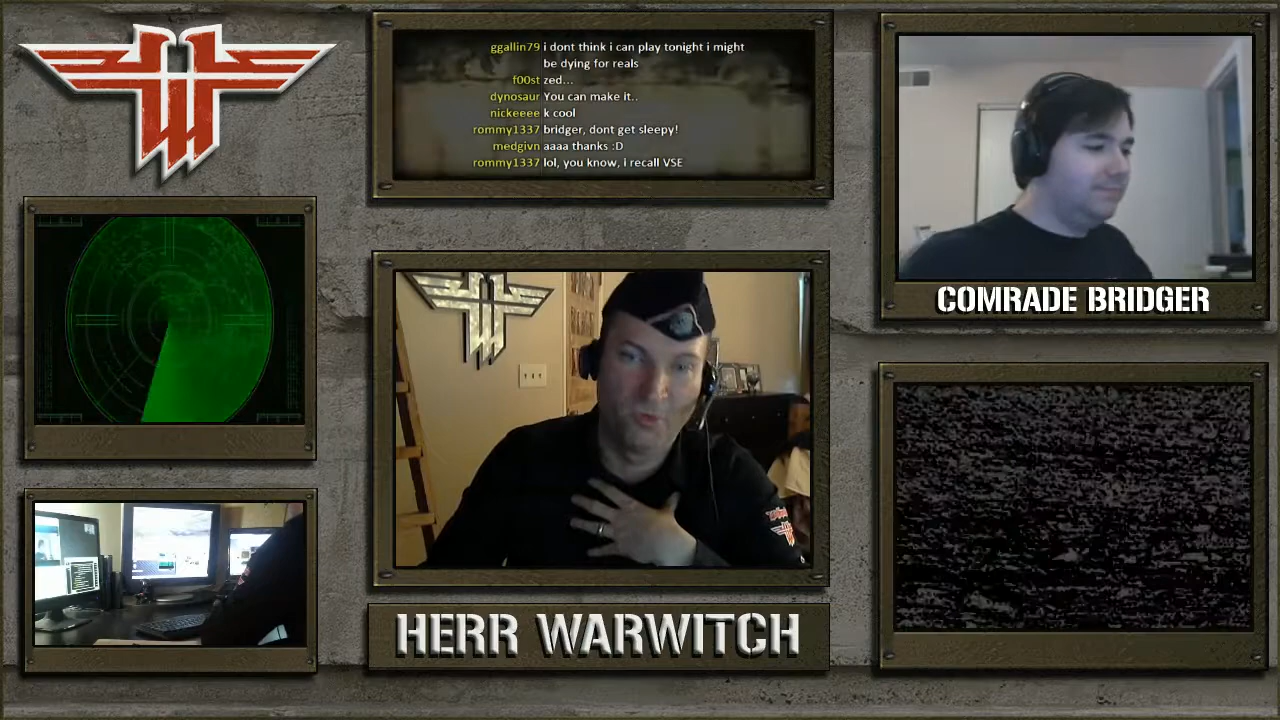 ggallin79 i dont think i can play tonight i might
be dying for reals
f00st zed...
dynosaur You can make it..
nickeeee k cool
rommy1337 bridger, dont get sleepy!
medgivn aaaa thanks :D
rommy1337 lol, you know, i recall VSE
COMRADE BRIDGER
HERR WARWITCH